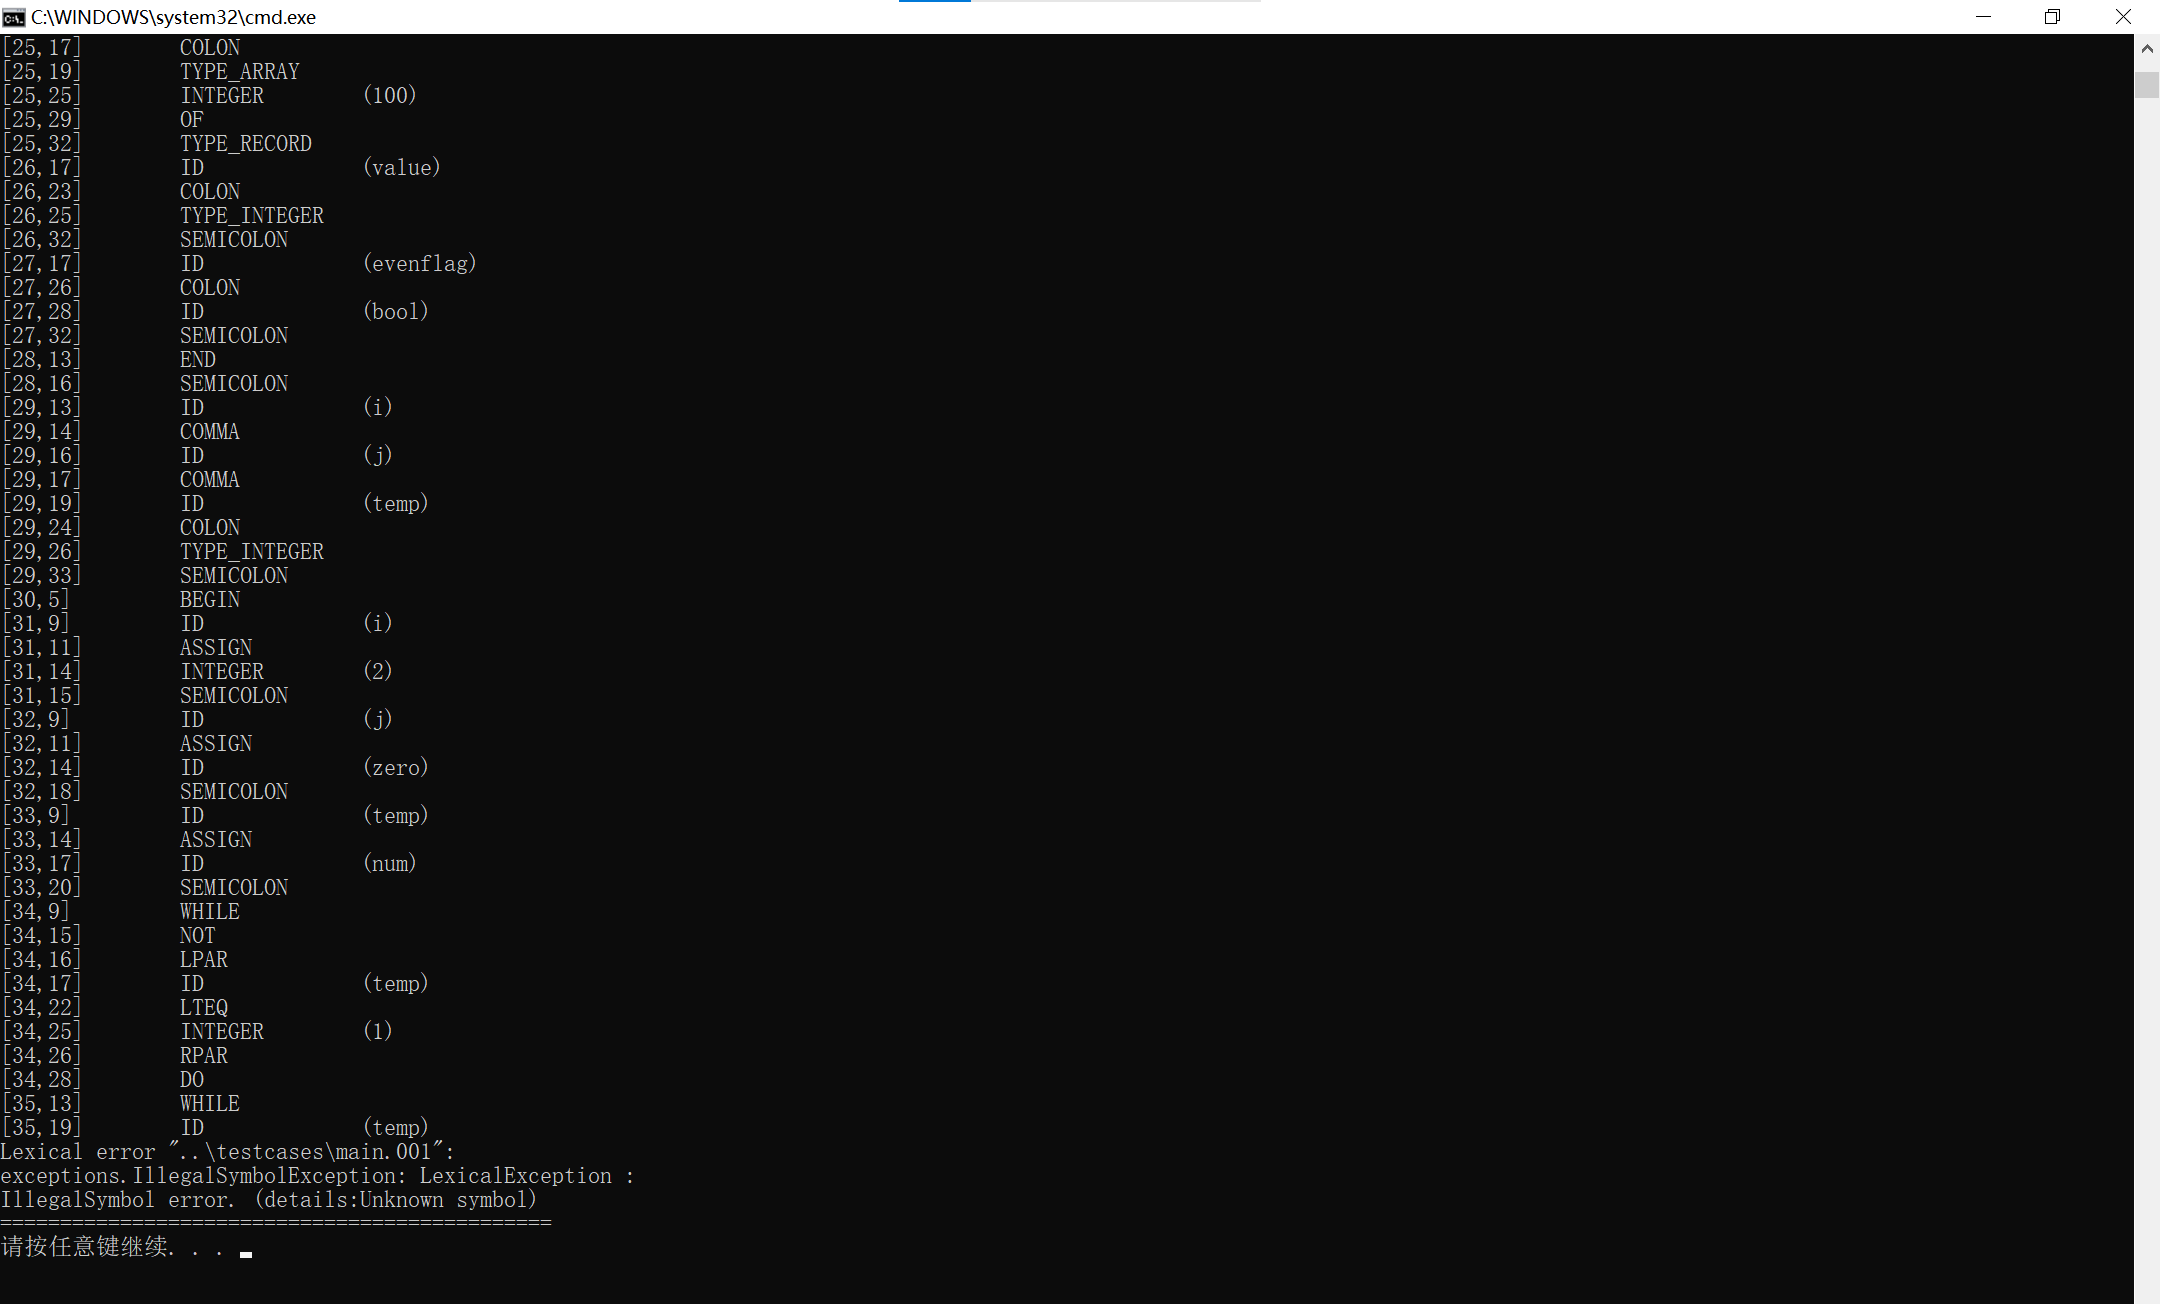 C:\WINDOWS\system32\cmd.exe
[25,17] COLON
[25,19] TYPE_ARRAY
[25,25] INTEGER (100)
[25,29] OF
[25,32] TYPE_RECORD
[26,17] ID (value)
[26,23] COLON
[26,25] TYPE_INTEGER
[26,32] SEMICOLON
[27,17] ID (evenflag)
[27,26] COLON
[27,28] ID (bool)
[27,32] SEMICOLON
[28,13] END
[28,16] SEMICOLON
[29,13] ID (i)
[29,14] COMMA
[29,16] ID (j)
[29,17] COMMA
[29,19] ID (temp)
[29,24] COLON
[29,26] TYPE_INTEGER
[29,33] SEMICOLON
[30,5] BEGIN
[31,9] ID (i)
[31,11] ASSIGN
[31,14] INTEGER (2)
[31,15] SEMICOLON
[32,9] ID (j)
[32,11] ASSIGN
[32,14] ID (zero)
[32,18] SEMICOLON
[33,9] ID (temp)
[33,14] ASSIGN
[33,17] ID (num)
[33,20] SEMICOLON
[34,9] WHILE
[34,15] NOT
[34,16] LPAR
[34,17] ID (temp)
[34,22] LTEQ
[34,25] INTEGER (1)
[34,26] RPAR
[34,28] DO
[35,13] WHILE
[35,19] ID (temp)
Lexical error "..\testcases\main.001":
exceptions.IllegalSymbolException: LexicalException :
IllegalSymbol error. (details:Unknown symbol)
==============================================
请按任意键继续. . .